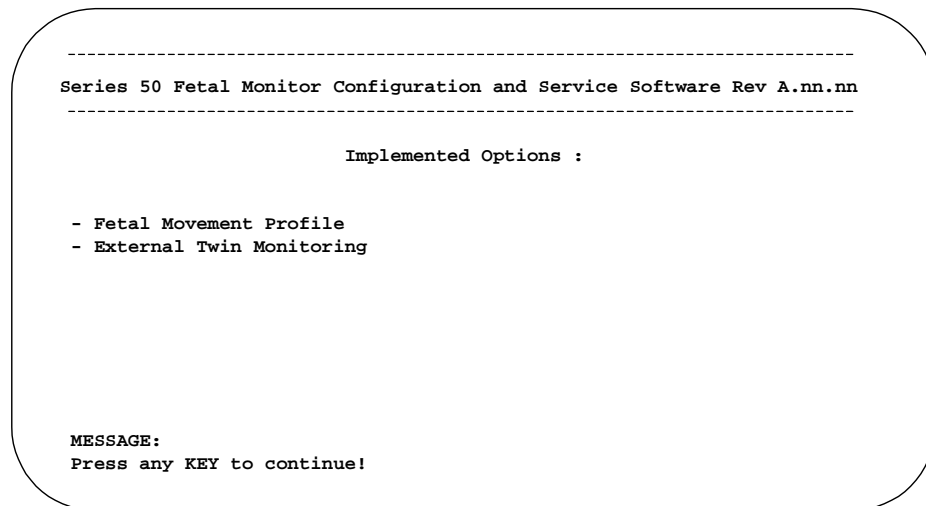 --------------------------------------------------------------------------------
Series 50 Fetal Monitor Configuration and Service Software Rev A.nn.nn
--------------------------------------------------------------------------------
Implemented Options :
- Fetal Movement Profile
- External Twin Monitoring
MESSAGE:
Press any KEY to continue!